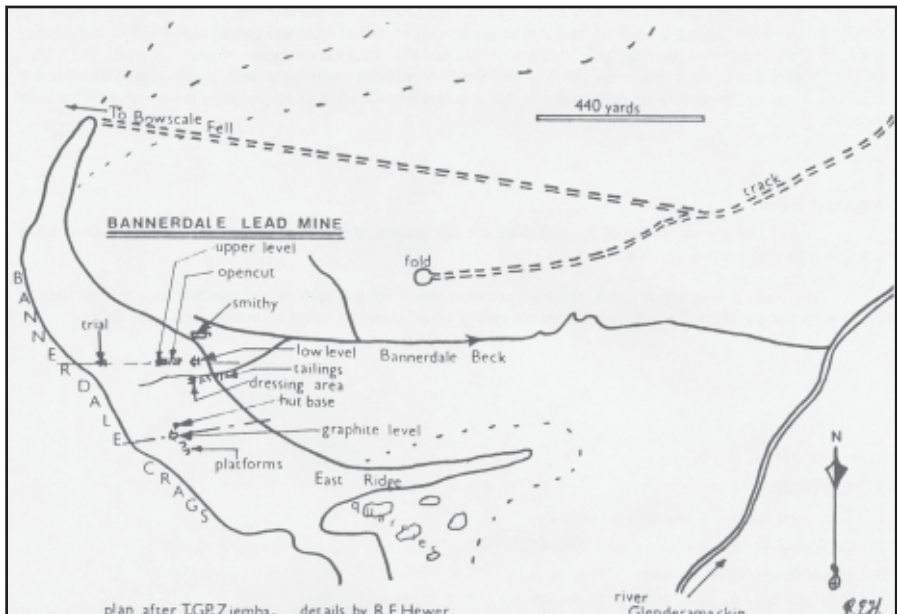 To Bowscale Fell
440 yards
track
BANNERDALE LEAD MINE
upper level
opencut
fold
smithy
trial
low level
Bannerdale Beck
tailings
dressing area
hut base
graphite level
platforms
BANNERDALE CRAGS
East Ridge
quarries
N
river
Glenderamackin
plan after T.G.P. Ziemba. details by R.F. Hewer
R.F.H.